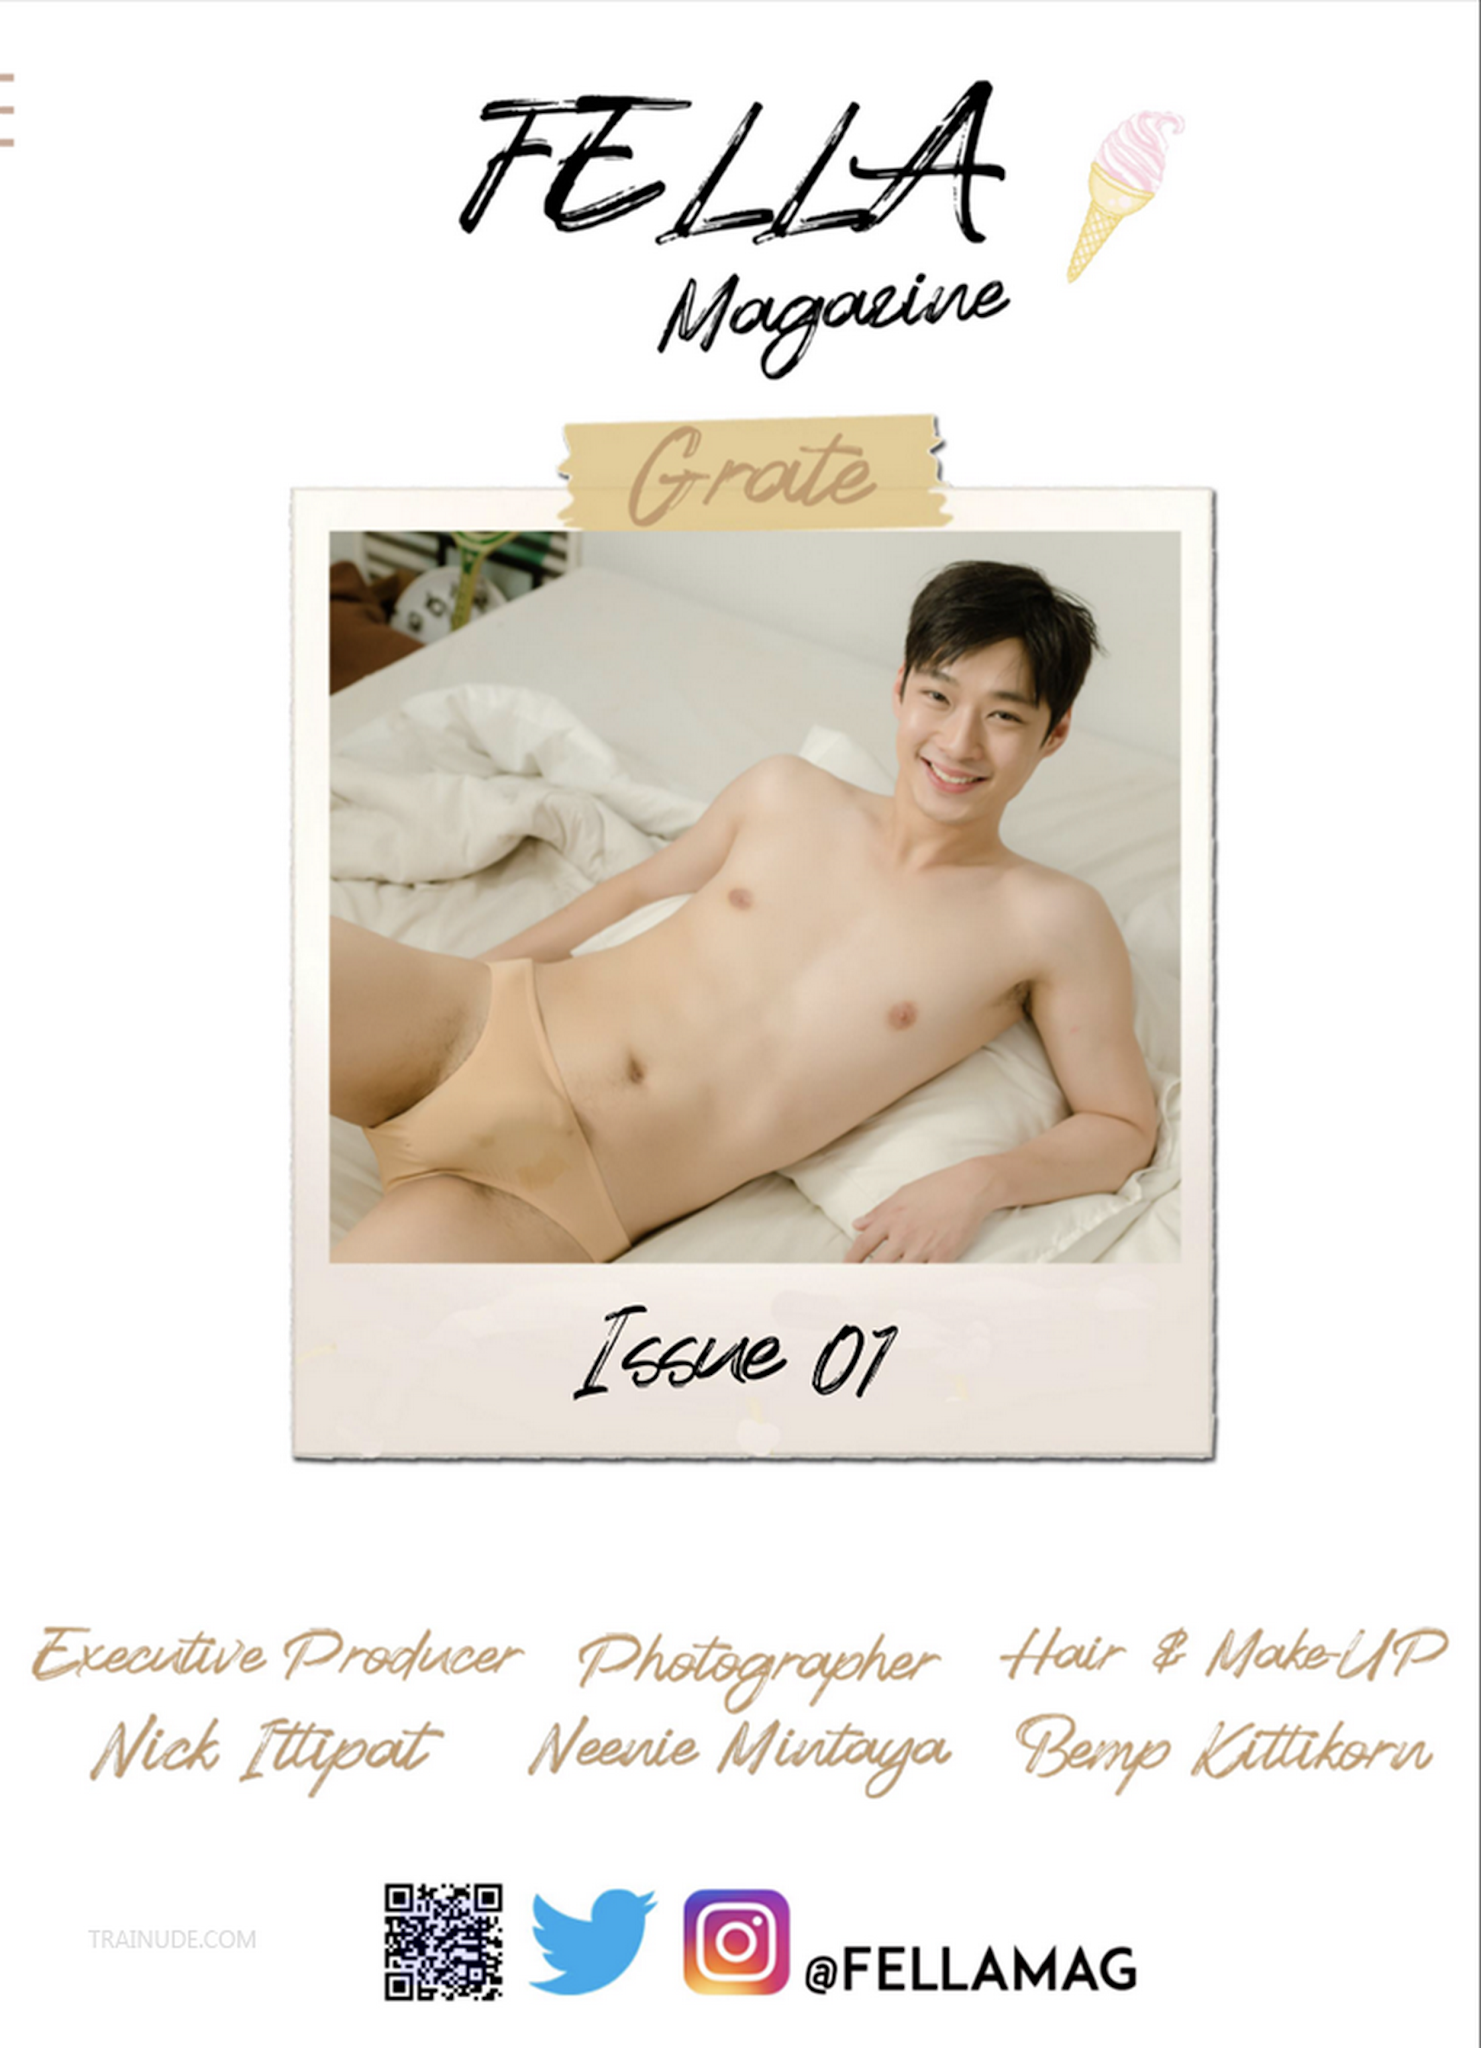 FELLA
Magazine
Grate
Issue 01
Executive Producer
Nick Ittipat
Photographer
Neenie Mintaya
Hair & Make-UP
Bemp Kittikorn
TRAINUDE.COM
@FELLAMAG